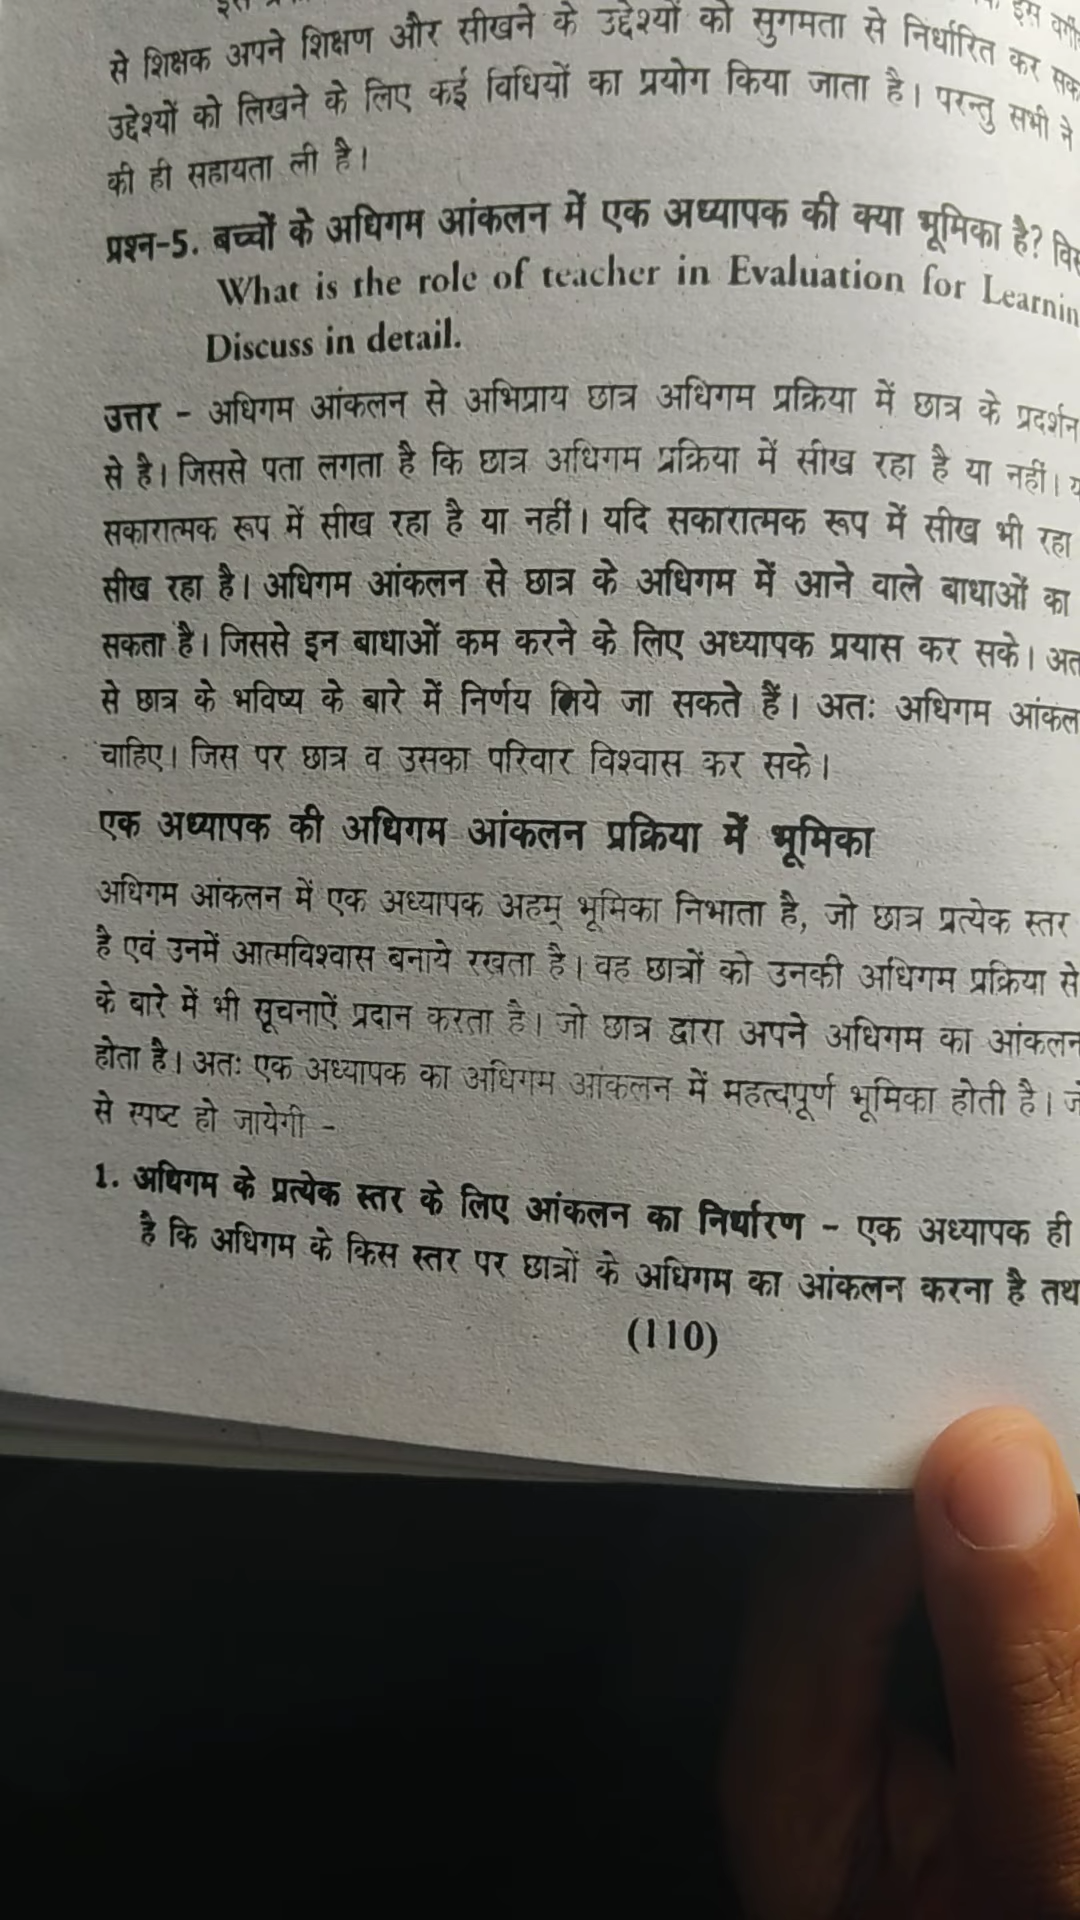 से शिक्षक अपने शिक्षण और सीखने के उद्देश्यों को सुगमता से निर्धारित कर सक
उद्देश्यों को लिखने के लिए कई विधियों का प्रयोग किया जाता है। परन्तु सभी ने
की ही सहायता ली है।
प्रश्न-5. बच्चों के अधिगम आंकलन में एक अध्यापक की क्या भूमिका है?
What is the role of teacher in Evaluation for Learnin
Discuss in detail.
उत्तर - अधिगम आंकलन से अभिप्राय छात्र अधिगम प्रक्रिया में छात्र के प्रदर्शन
से है। जिससे पता लगता है कि छात्र अधिगम प्रक्रिया में सीख रहा है या नहीं।
सकारात्मक रूप में सीख रहा है या नहीं। यदि सकारात्मक रूप में सीख भी रहा
सीख रहा है। अधिगम आंकलन से छात्र के अधिगम में आने वाले बाधाओं का
सकता है। जिससे इन बाधाओं कम करने के लिए अध्यापक प्रयास कर सके। अत
से छात्र के भविष्य के बारे में निर्णय लिये जा सकते हैं। अतः अधिगम आंकल
चाहिए। जिस पर छात्र व उसका परिवार विश्वास कर सके।
एक अध्यापक की अधिगम आंकलन प्रक्रिया में भूमिका
अधिगम आंकलन में एक अध्यापक अहम् भूमिका निभाता है, जो छात्र प्रत्येक स्तर
है एवं उनमें आत्मविश्वास बनाये रखता है। वह छात्रों को उनकी अधिगम प्रक्रिया से
के बारे में भी सूचनाऐं प्रदान करता है। जो छात्र द्वारा अपने अधिगम का आंकलन
होता है। अतः एक अध्यापक का अधिगम आंकलन में महत्वपूर्ण भूमिका होती है।
से स्पष्ट हो जायेगी -
1. अधिगम के प्रत्येक स्तर के लिए आंकलन का निर्धारण - एक अध्यापक ही
है कि अधिगम के किस स्तर पर छात्रों के अधिगम का आंकलन करना है तथ
(110)